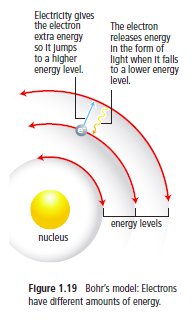 Electricity gives
the electron
extra energy
so it jumps
to a higher
energy level.
The electron
releases energy
in the form of
light when it falls
to a lower energy
level.
e-
energy levels
nucleus
Figure 1.19 Bohr's model: Electrons
have different amounts of energy.